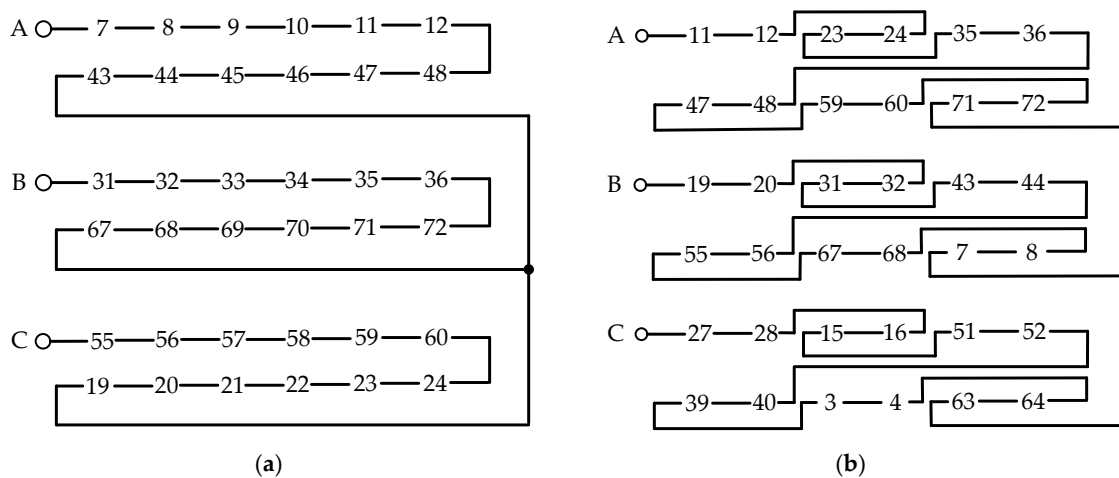 A 7 8 9 10 11 12
43 44 45 46 47 48
B 31 32 33 34 35 36
67 68 69 70 71 72
C 55 56 57 58 59 60
19 20 21 22 23 24
(a)
A 11 12 23 24 35 36
47 48 59 60 71 72
B 19 20 31 32 43 44
55 56 67 68 7 8
C 27 28 15 16 51 52
39 40 3 4 63 64
(b)